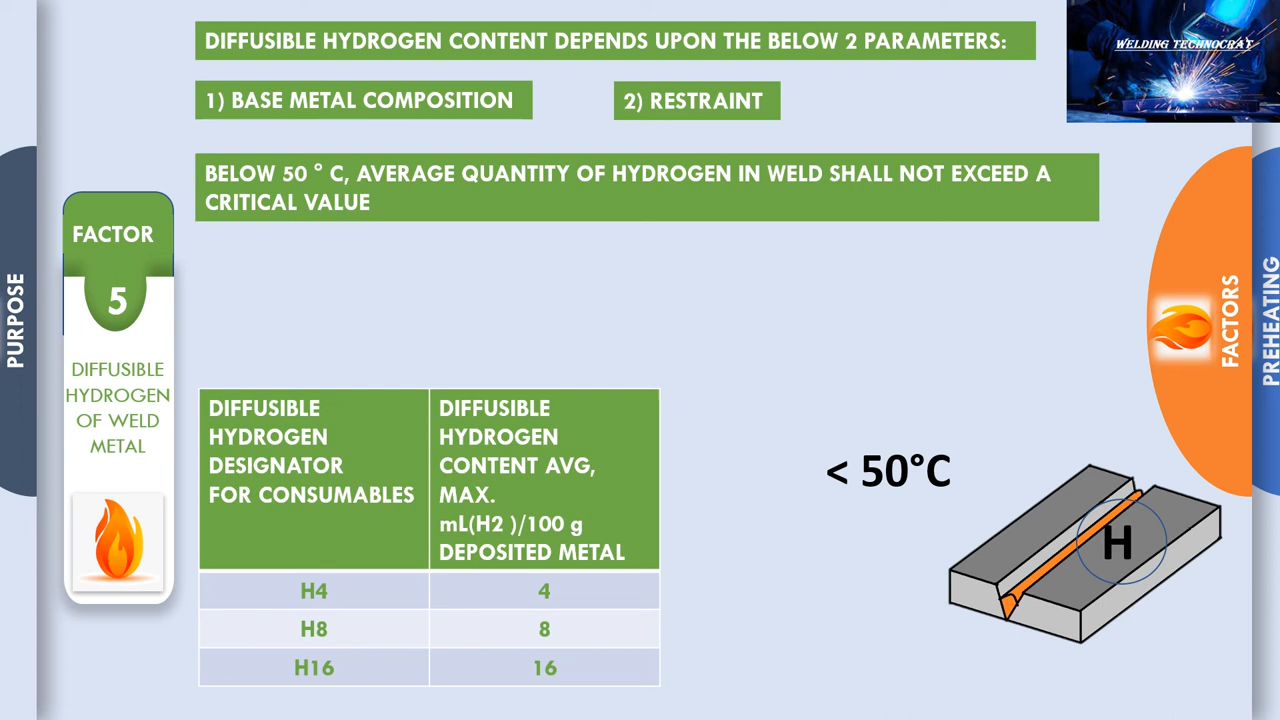 DIFFUSIBLE HYDROGEN CONTENT DEPENDS UPON THE BELOW 2 PARAMETERS:
WELDING TECHNOCRAT
1) BASE METAL COMPOSITION
2) RESTRAINT
BELOW 50 ° C, AVERAGE QUANTITY OF HYDROGEN IN WELD SHALL NOT EXCEED A
CRITICAL VALUE
PURPOSE
FACTOR
5
DIFFUSIBLE
HYDROGEN
OF WELD
METAL
DIFFUSIBLE
HYDROGEN
DESIGNATOR
FOR CONSUMABLES
DIFFUSIBLE
HYDROGEN
CONTENT AVG,
MAX.
mL(H2 )/100 g
DEPOSITED METAL
H4
4
H8
8
H16
16
< 50°C
H
FACTORS
PREHEATING